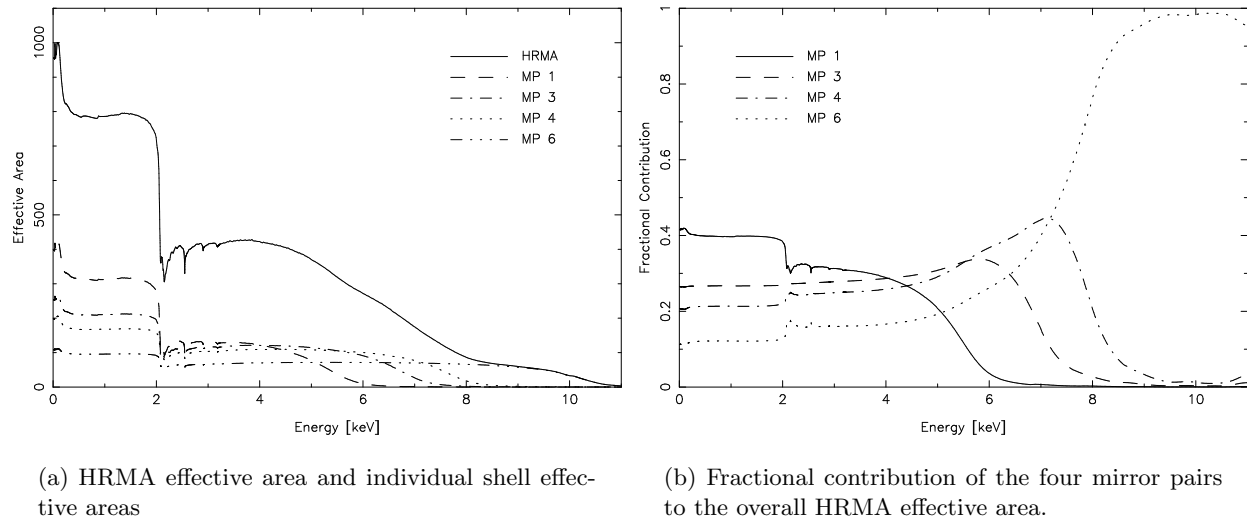 1000
500
0
Effective Area
HRMA
MP 1
MP 3
MP 4
MP 6
0 2 4 6 8 10
Energy [keV]
1
0.8
0.6
0.4
0.2
0
Fractional Contribution
MP 1
MP 3
MP 4
MP 6
0 2 4 6 8 10
Energy [keV]
(a) HRMA effective area and individual shell effec-
tive areas
(b) Fractional contribution of the four mirror pairs
to the overall HRMA effective area.